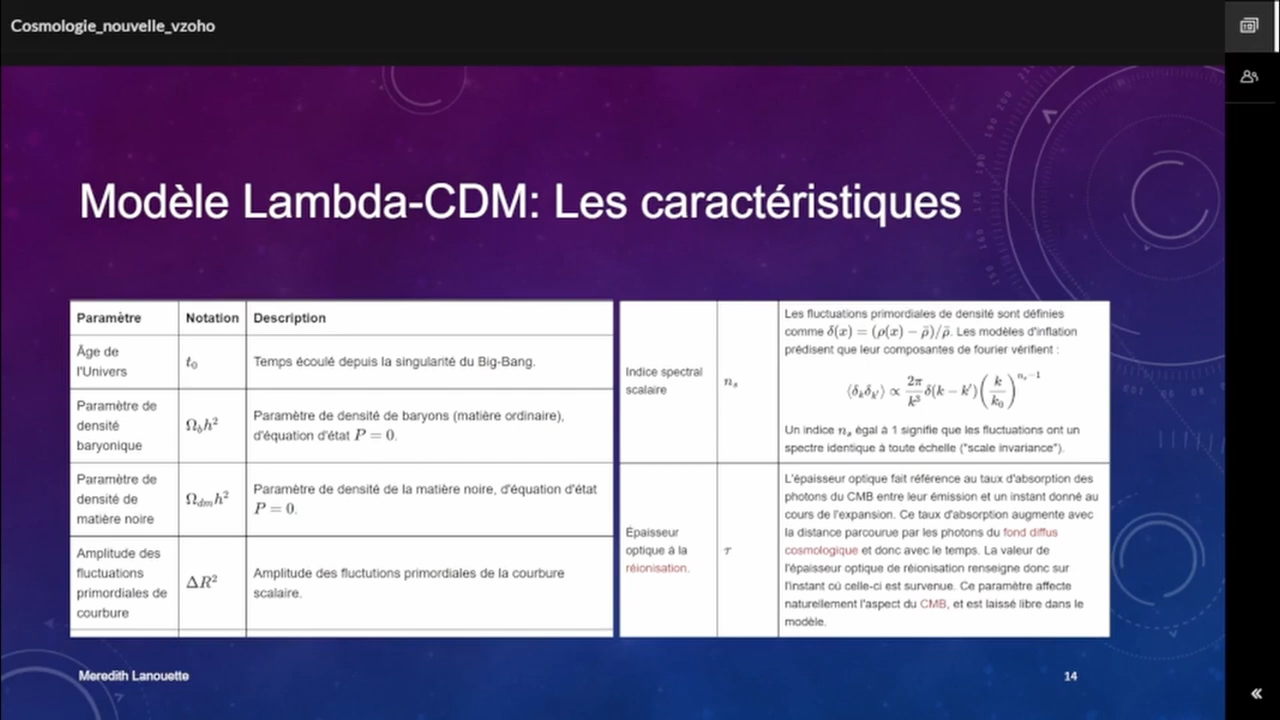 Cosmologie_nouvelle_vzoho
Modèle Lambda-CDM: Les caractéristiques
Paramètre Notation Description
Âge de
l'Univers
t₀
Temps écoulé depuis la singularité du Big-Bang.
Paramètre de
densité
baryonique
Ω_b h²
Paramètre de densité de baryons (matière ordinaire),
d'équation d'état P = 0.
Paramètre de
densité de
matière noire
Ω_dm h²
Paramètre de densité de la matière noire, d'équation d'état
P = 0.
Amplitude des
fluctuations
primordiales de
courbure
ΔR²
Amplitude des fluctutions primordiales de la courbure
scalaire.
Indice spectral
scalaire
n_s
Les fluctuations primordiales de densité sont définies
comme δ(x) = (ρ(x) − ρ̄)/ρ̄. Les modèles d'inflation
prédisent que leur composantes de fourier vérifient :
⟨δ_k δ_k'⟩ ∝ 2π/k³ δ(k − k') (k/k₀)^(n_s−1)
Un indice n_s égal à 1 signifie que les fluctuations ont un
spectre identique à toute échelle ("scale invariance").
Épaisseur
optique à la
réionisation.
τ
L'épaisseur optique fait référence au taux d'absorption des
photons du CMB entre leur émission et un instant donné au
cours de l'expansion. Ce taux d'absorption augmente avec
la distance parcourue par les photons du fond diffus
cosmologique et donc avec le temps. La valeur de
l'épaisseur optique de réionisation renseigne donc sur
l'instant où celle-ci est survenue. Ce paramètre affecte
naturellement l'aspect du CMB, et est laissé libre dans le
modèle.
Meredith Lanouette
14